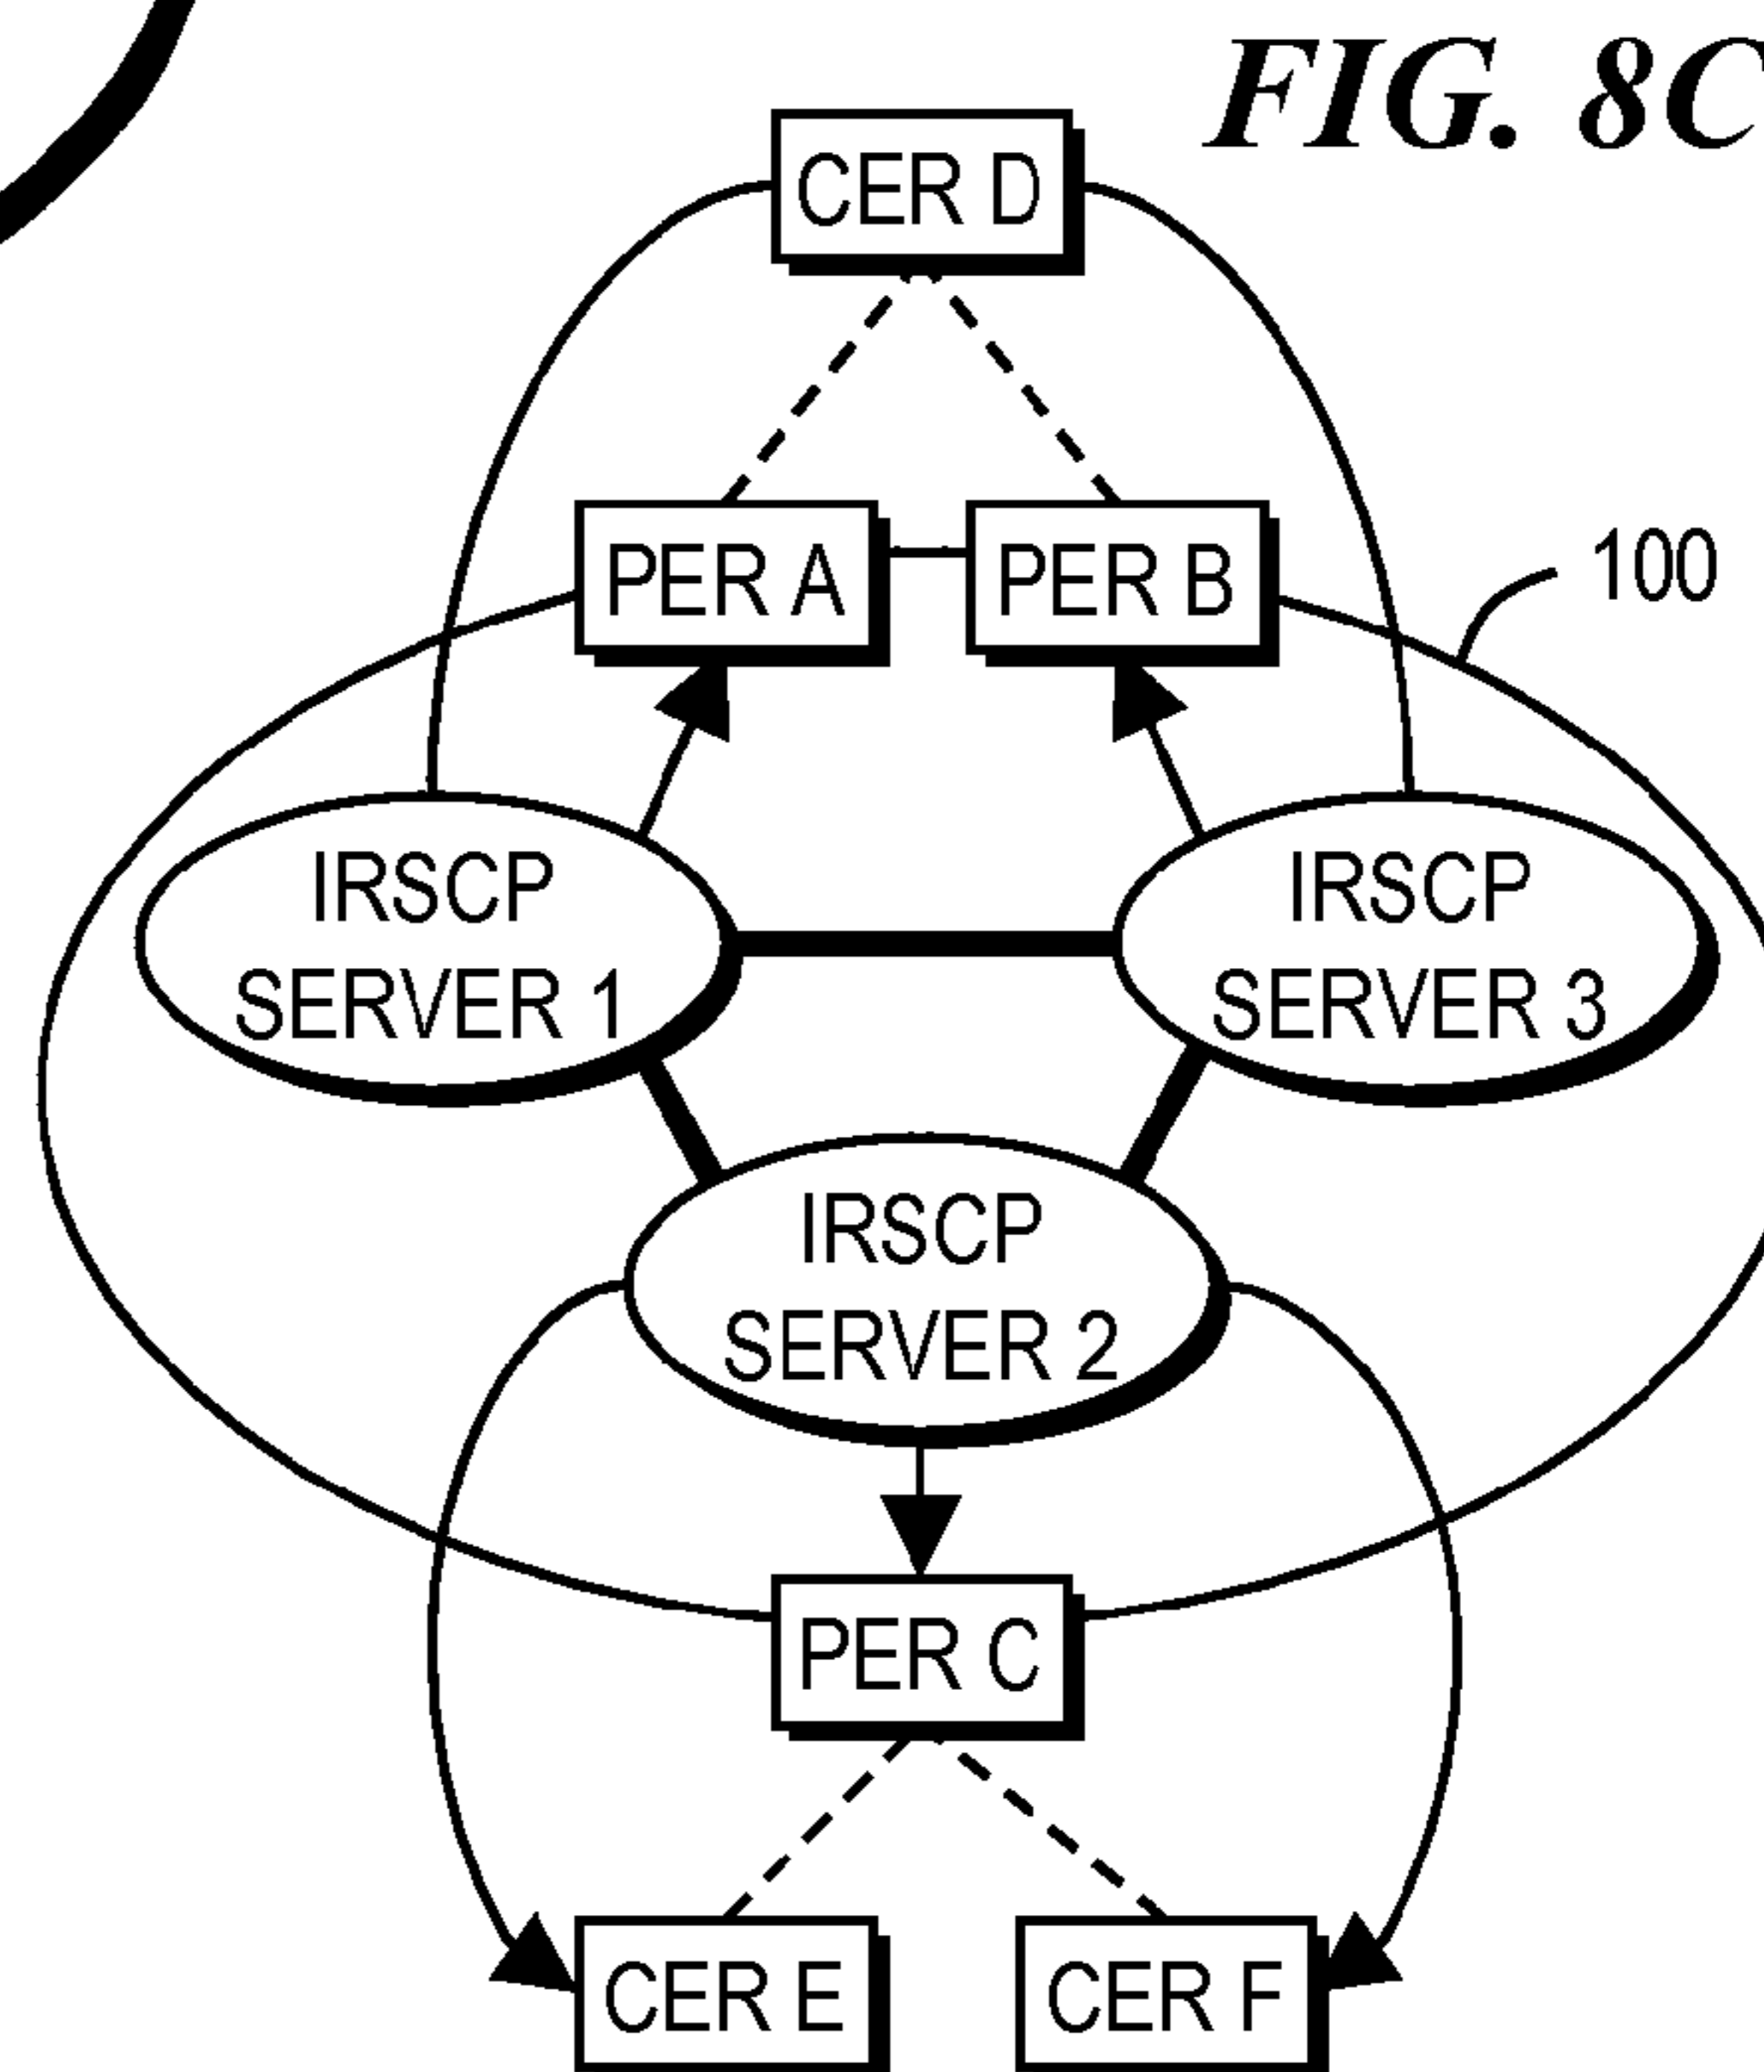 FIG. 8C
CER D
PER A
PER B
100
IRSCP
SERVER 1
IRSCP
SERVER 3
IRSCP
SERVER 2
PER C
CER E
CER F